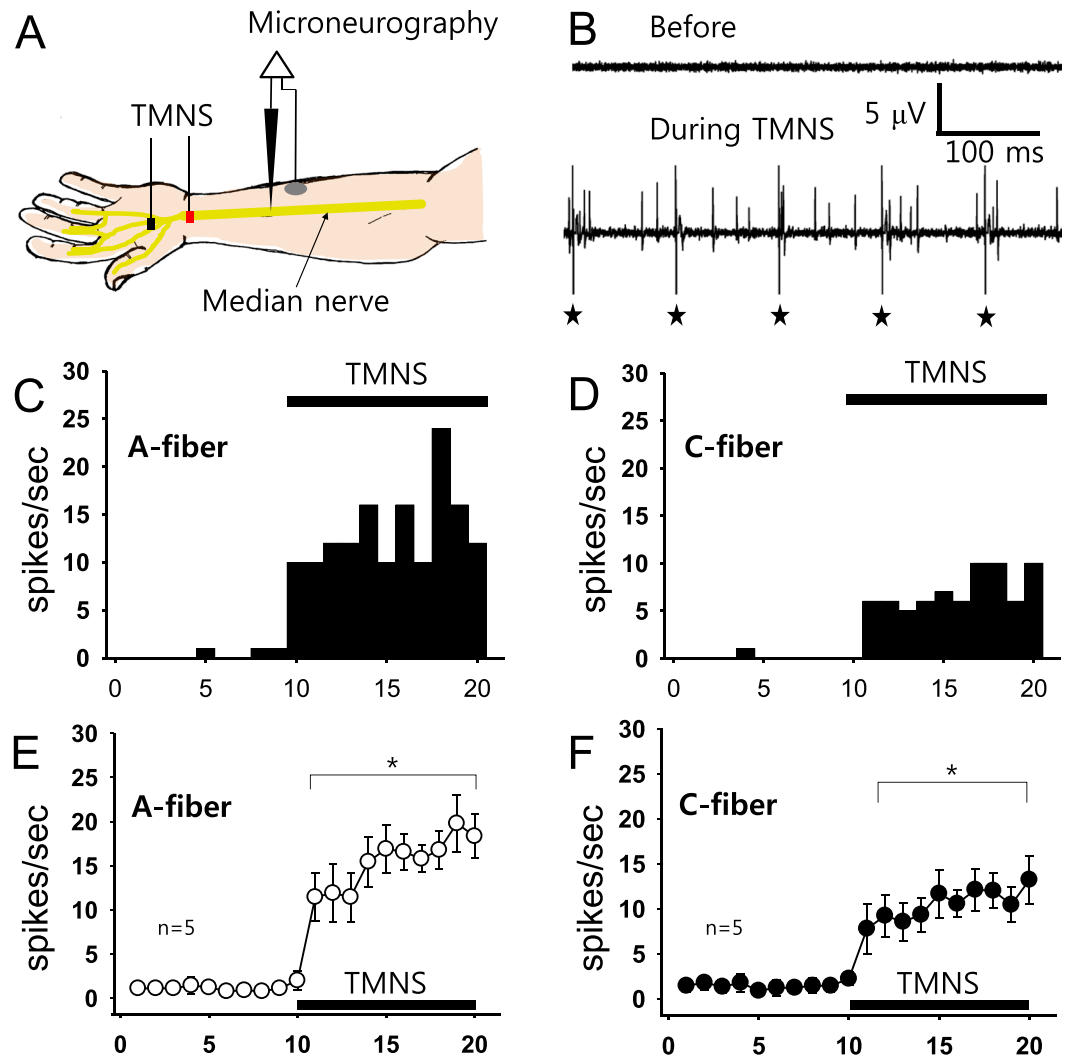 A
Microneurography
TMNS
Median nerve
B
Before
5 μV
100 ms
During TMNS
★ ★ ★ ★ ★
C
TMNS
A-fiber
spikes/sec
30
25
20
15
10
5
0
0 5 10 15 20
D
TMNS
C-fiber
spikes/sec
30
25
20
15
10
5
0
0 5 10 15 20
E
*
A-fiber
spikes/sec
30
25
20
15
10
5
0
n=5
TMNS
0 5 10 15 20
F
*
C-fiber
spikes/sec
30
25
20
15
10
5
0
n=5
TMNS
0 5 10 15 20